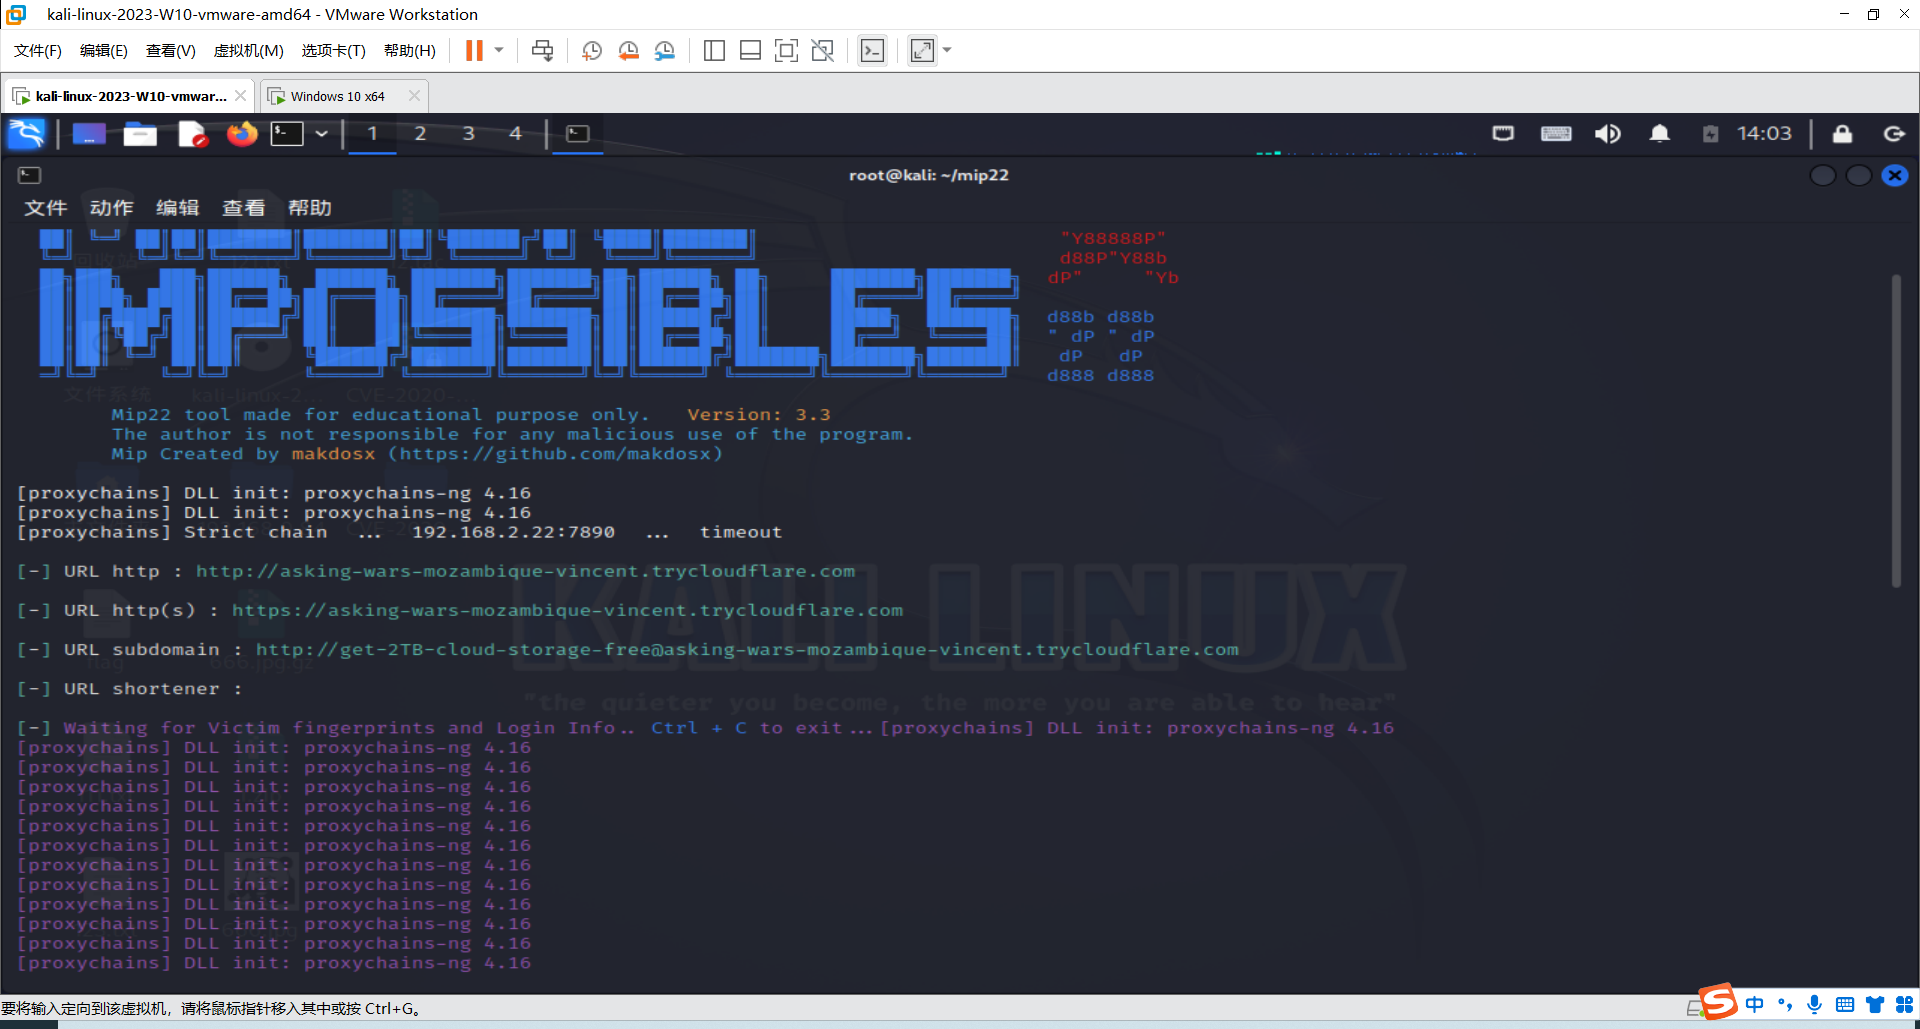 kali-linux-2023-W10-vmware-amd64 - VMware Workstation
文件(F) 编辑(E) 查看(V) 虚拟机(M) 选项卡(T) 帮助(H)
kali-linux-2023-W10-vmwar... Windows 10 x64
1 2 3 4 14:03
root@kali: ~/mip22
文件 动作 编辑 查看 帮助
IMPOSSIBLES
"Y88888P"
d88P"Y88b
dP" "Yb
d88b d88b
" dP " dP
dP dP
d888 d888
文件系统 kali-linux-2... CVE-2020-...
Mip22 tool made for educational purpose only. Version: 3.3
The author is not responsible for any malicious use of the program.
Mip Created by makdosx (https://github.com/makdosx)
[proxychains] DLL init: proxychains-ng 4.16
[proxychains] DLL init: proxychains-ng 4.16
[proxychains] Strict chain ... 192.168.2.22:7890 ... timeout
[-] URL http : http://asking-wars-mozambique-vincent.trycloudflare.com
[-] URL http(s) : https://asking-wars-mozambique-vincent.trycloudflare.com
KALI LINUX
[-] URL subdomain : http://get-2TB-cloud-storage-free@asking-wars-mozambique-vincent.trycloudflare.com
flag 666.jpg.gz
[-] URL shortener :
"the quieter you become, the more you are able to hear"
[-] Waiting for Victim fingerprints and Login Info.. Ctrl + C to exit...[proxychains] DLL init: proxychains-ng 4.16
[proxychains] DLL init: proxychains-ng 4.16
[proxychains] DLL init: proxychains-ng 4.16
[proxychains] DLL init: proxychains-ng 4.16
[proxychains] DLL init: proxychains-ng 4.16
[proxychains] DLL init: proxychains-ng 4.16
[proxychains] DLL init: proxychains-ng 4.16
[proxychains] DLL init: proxychains-ng 4.16
[proxychains] DLL init: proxychains-ng 4.16
[proxychains] DLL init: proxychains-ng 4.16
[proxychains] DLL init: proxychains-ng 4.16
[proxychains] DLL init: proxychains-ng 4.16
[proxychains] DLL init: proxychains-ng 4.16
要将输入定向到该虚拟机，请将鼠标指针移入其中或按 Ctrl+G。
S 中